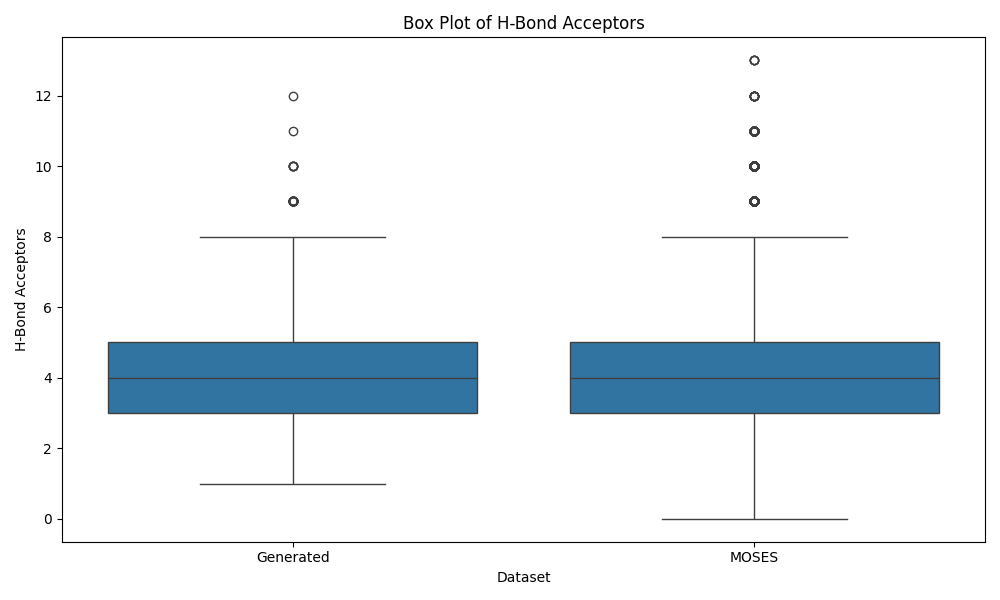 Box Plot of H-Bond Acceptors
12
10
8
6
4
2
0
H-Bond Acceptors
Generated
MOSES
Dataset